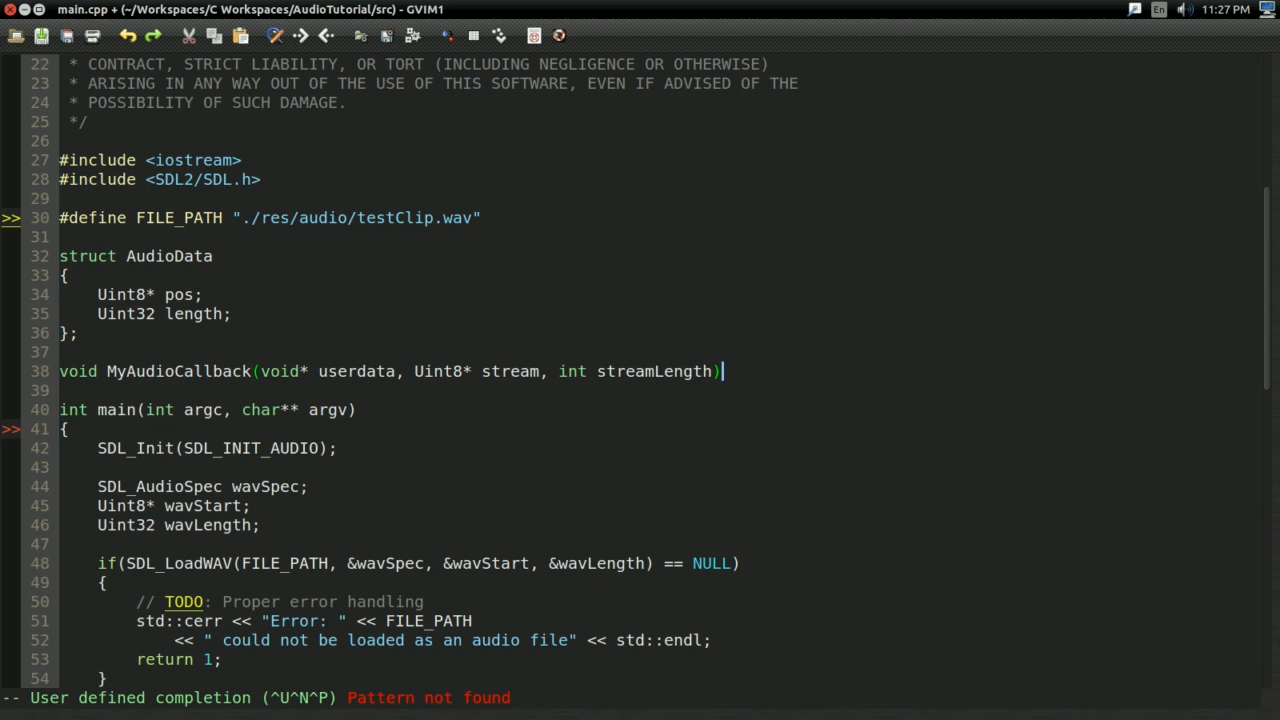 main.cpp + (~/Workspaces/C Workspaces/AudioTutorial/src) - GVIM1
En
11:27 PM
22 * CONTRACT, STRICT LIABILITY, OR TORT (INCLUDING NEGLIGENCE OR OTHERWISE)
23 * ARISING IN ANY WAY OUT OF THE USE OF THIS SOFTWARE, EVEN IF ADVISED OF THE
24 * POSSIBILITY OF SUCH DAMAGE.
25 */
26
27 #include <iostream>
28 #include <SDL2/SDL.h>
29
>> 30 #define FILE_PATH "./res/audio/testClip.wav"
31
32 struct AudioData
33 {
34     Uint8* pos;
35     Uint32 length;
36 };
37
38 void MyAudioCallback(void* userdata, Uint8* stream, int streamLength)
39
40 int main(int argc, char** argv)
>> 41 {
42     SDL_Init(SDL_INIT_AUDIO);
43
44     SDL_AudioSpec wavSpec;
45     Uint8* wavStart;
46     Uint32 wavLength;
47
48     if(SDL_LoadWAV(FILE_PATH, &wavSpec, &wavStart, &wavLength) == NULL)
49     {
50         // TODO: Proper error handling
51         std::cerr << "Error: " << FILE_PATH
52             << " could not be loaded as an audio file" << std::endl;
53         return 1;
54     }
-- User defined completion (^U^N^P) Pattern not found